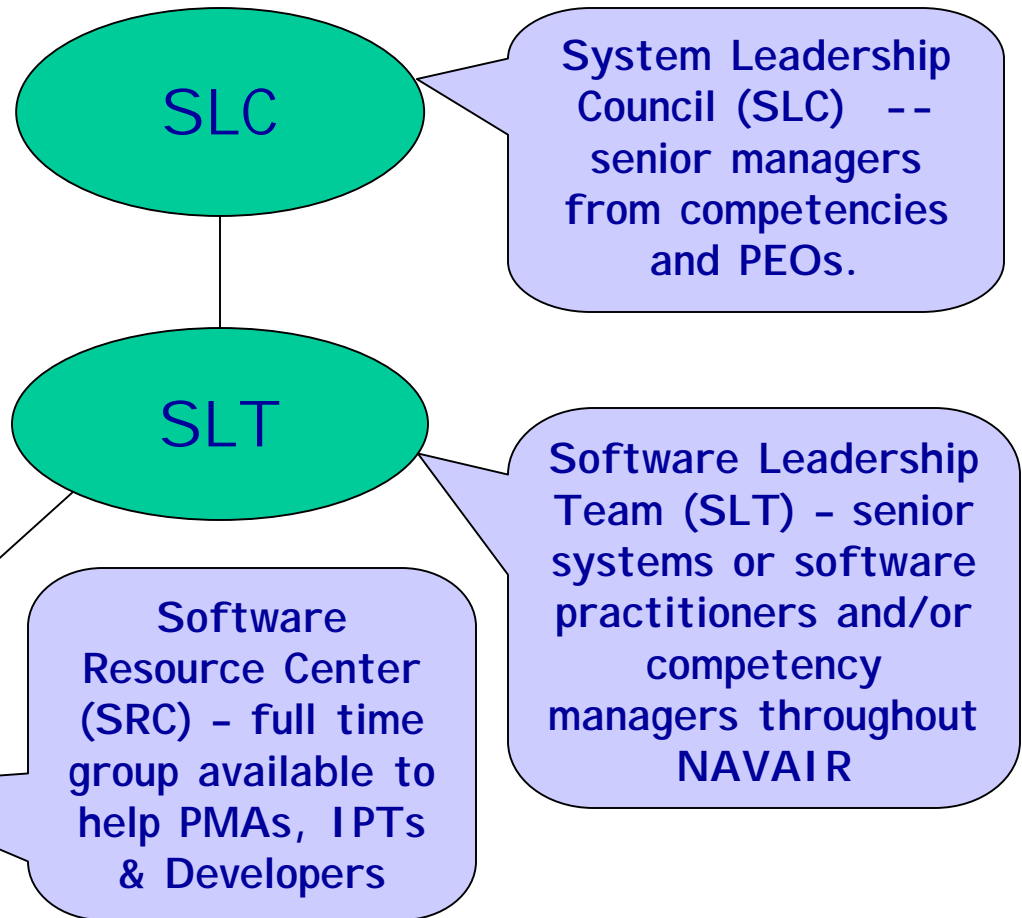 SLC
System Leadership
Council (SLC) --
senior managers
from competencies
and PEOs.
SLT
Software Leadership
Team (SLT) – senior
systems or software
practitioners and/or
competency
managers throughout
NAVAIR
Software
Resource Center
(SRC) – full time
group available to
help PMAs, IPTs
& Developers